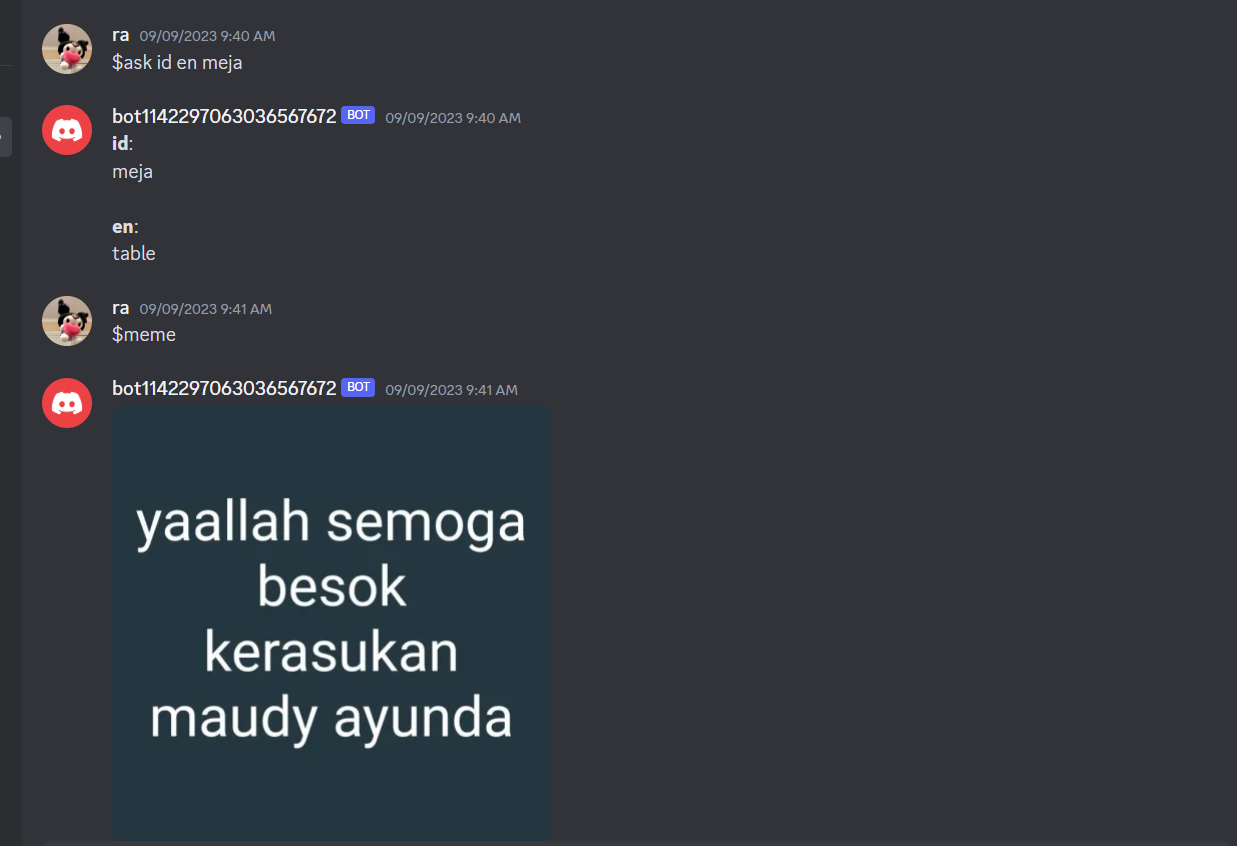 ra 09/09/2023 9:40 AM
$ask id en meja
bot1142297063036567672 BOT 09/09/2023 9:40 AM
id:
meja
en:
table
ra 09/09/2023 9:41 AM
$meme
bot1142297063036567672 BOT 09/09/2023 9:41 AM
yaallah semoga
besok
kerasukan
maudy ayunda